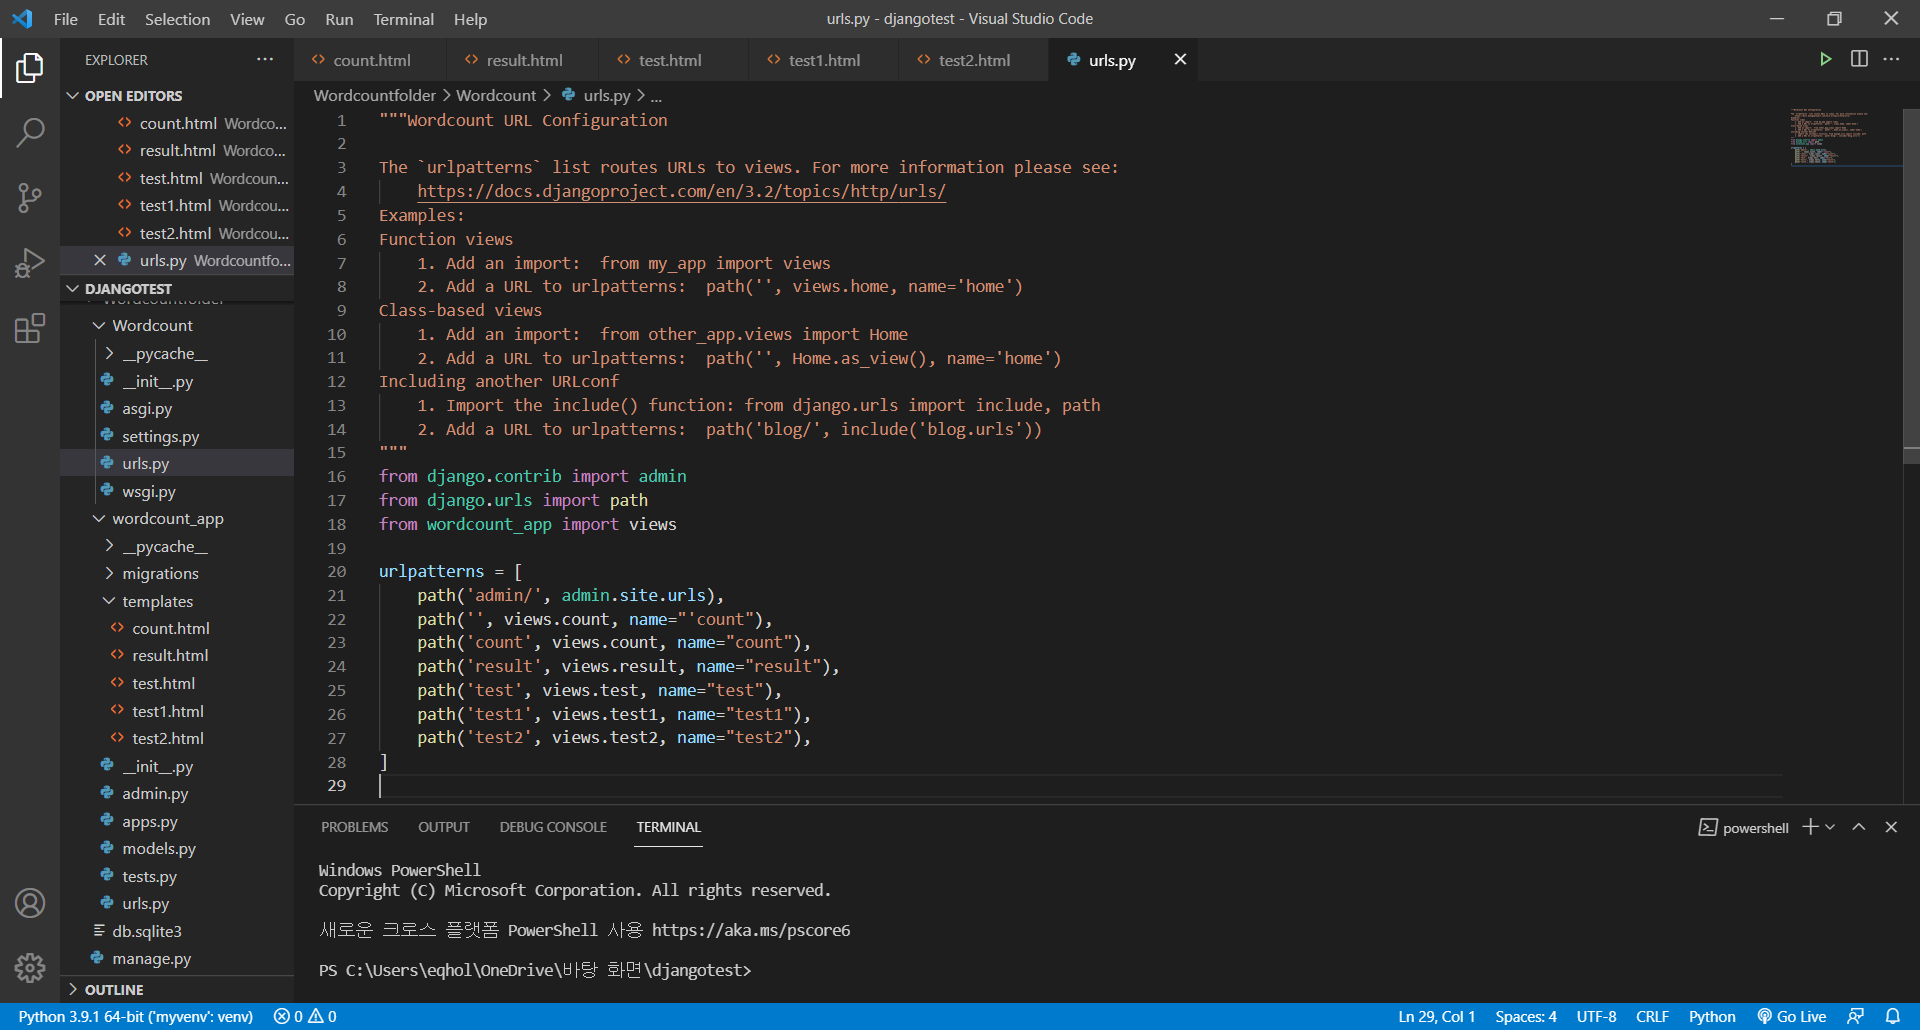 File Edit Selection View Go Run Terminal Help
urls.py - djangotest - Visual Studio Code
EXPLORER
OPEN EDITORS
count.html Wordco...
result.html Wordco...
test.html Wordcoun...
test1.html Wordcou...
test2.html Wordcou...
urls.py Wordcountfo...
DJANGOTEST
Wordcountfolder
Wordcount
__pycache__
__init__.py
asgi.py
settings.py
urls.py
wsgi.py
wordcount_app
__pycache__
migrations
templates
count.html
result.html
test.html
test1.html
test2.html
__init__.py
admin.py
apps.py
models.py
tests.py
urls.py
db.sqlite3
manage.py
OUTLINE
count.html result.html test.html test1.html test2.html urls.py
Wordcountfolder > Wordcount > urls.py > ...
1 """Wordcount URL Configuration
2
3 The `urlpatterns` list routes URLs to views. For more information please see:
4     https://docs.djangoproject.com/en/3.2/topics/http/urls/
5 Examples:
6 Function views
7     1. Add an import:  from my_app import views
8     2. Add a URL to urlpatterns:  path('', views.home, name='home')
9 Class-based views
10     1. Add an import:  from other_app.views import Home
11     2. Add a URL to urlpatterns:  path('', Home.as_view(), name='home')
12 Including another URLconf
13     1. Import the include() function: from django.urls import include, path
14     2. Add a URL to urlpatterns:  path('blog/', include('blog.urls'))
15 """
16 from django.contrib import admin
17 from django.urls import path
18 from wordcount_app import views
19
20 urlpatterns = [
21     path('admin/', admin.site.urls),
22     path('', views.count, name="'count"),
23     path('count', views.count, name="count"),
24     path('result', views.result, name="result"),
25     path('test', views.test, name="test"),
26     path('test1', views.test1, name="test1"),
27     path('test2', views.test2, name="test2"),
28 ]
29
PROBLEMS OUTPUT DEBUG CONSOLE TERMINAL
powershell
Windows PowerShell
Copyright (C) Microsoft Corporation. All rights reserved.
새로운 크로스 플랫폼 PowerShell 사용 https://aka.ms/pscore6
PS C:\Users\eqhol\OneDrive\바탕 화면\djangotest>
Python 3.9.1 64-bit ('myvenv': venv) 0 0
Ln 29, Col 1 Spaces: 4 UTF-8 CRLF Python Go Live